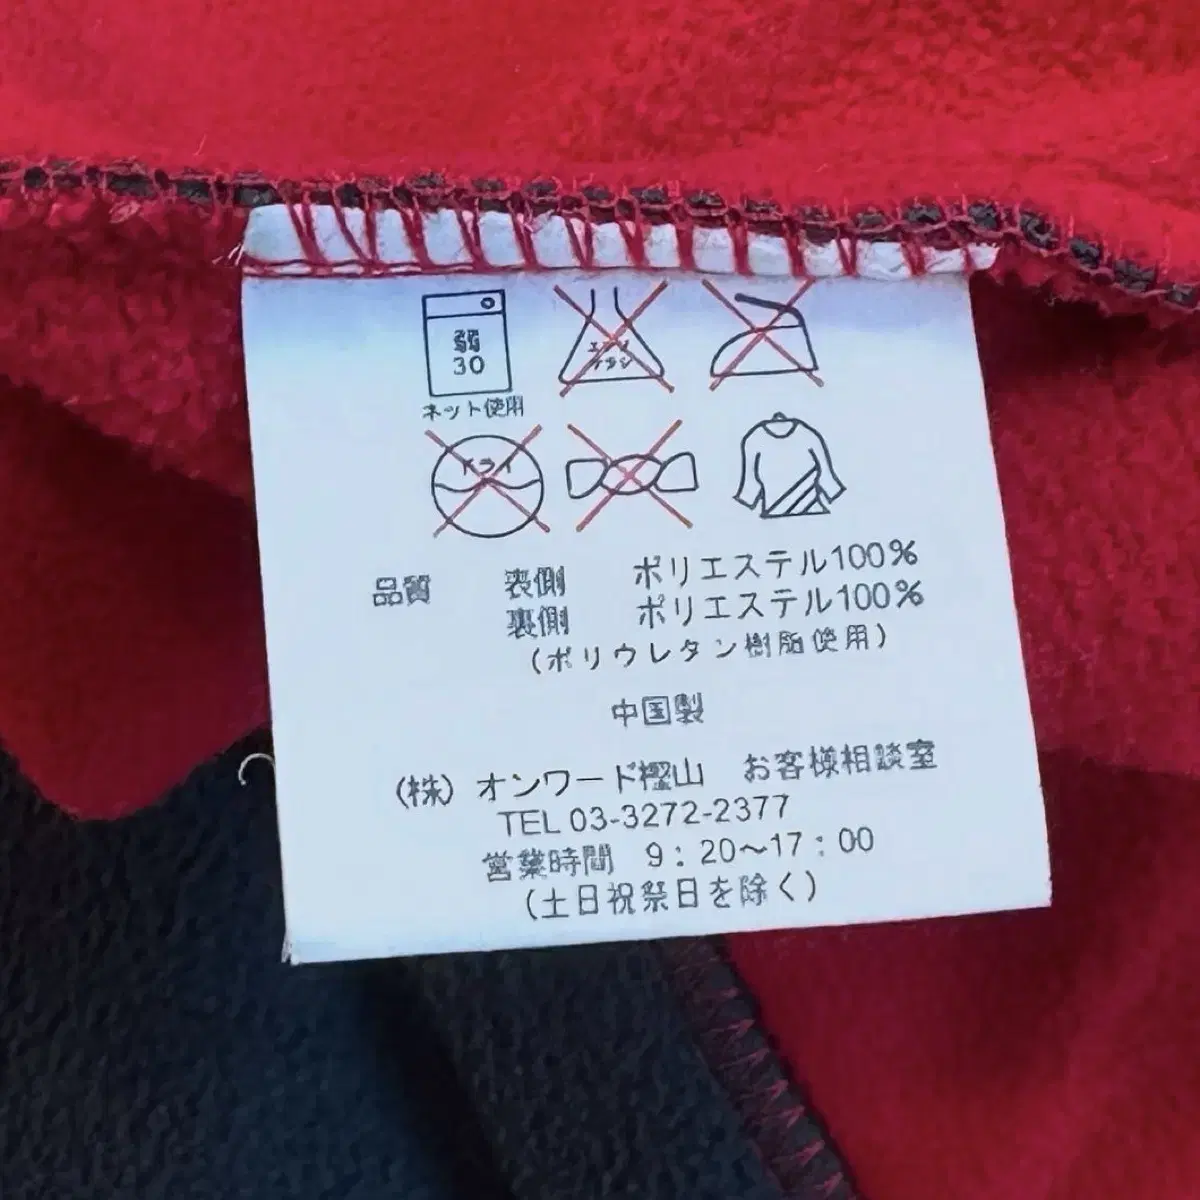 弱
30
エンソ
サラシ
ネット使用
ドライ
品質 表側 ポリエステル100%
裏側 ポリエステル100%
(ポリウレタン樹脂使用)
中国製
(株) オンワード樫山 お客様相談室
TEL 03-3272-2377
営業時間 9:20~17:00
(土日祝祭日を除く)